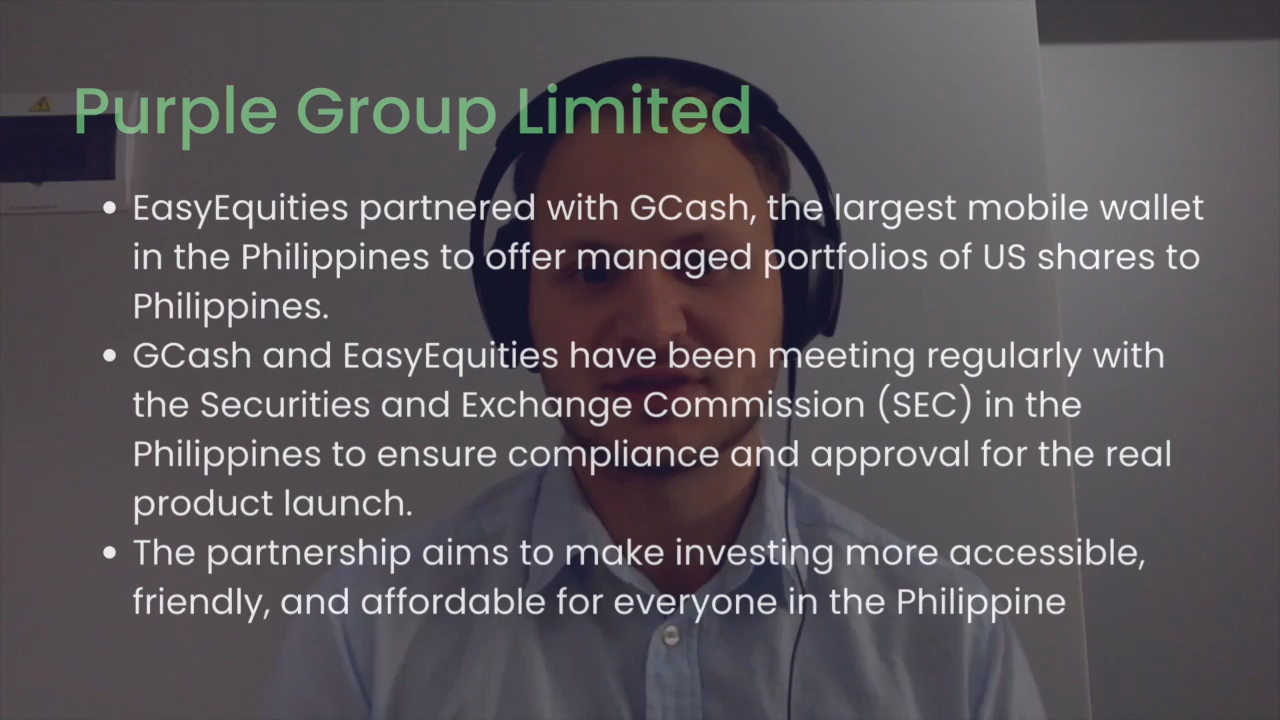 Purple Group Limited
• EasyEquities partnered with GCash, the largest mobile wallet
in the Philippines to offer managed portfolios of US shares to
Philippines.
• GCash and EasyEquities have been meeting regularly with
the Securities and Exchange Commission (SEC) in the
Philippines to ensure compliance and approval for the real
product launch.
• The partnership aims to make investing more accessible,
friendly, and affordable for everyone in the Philippine